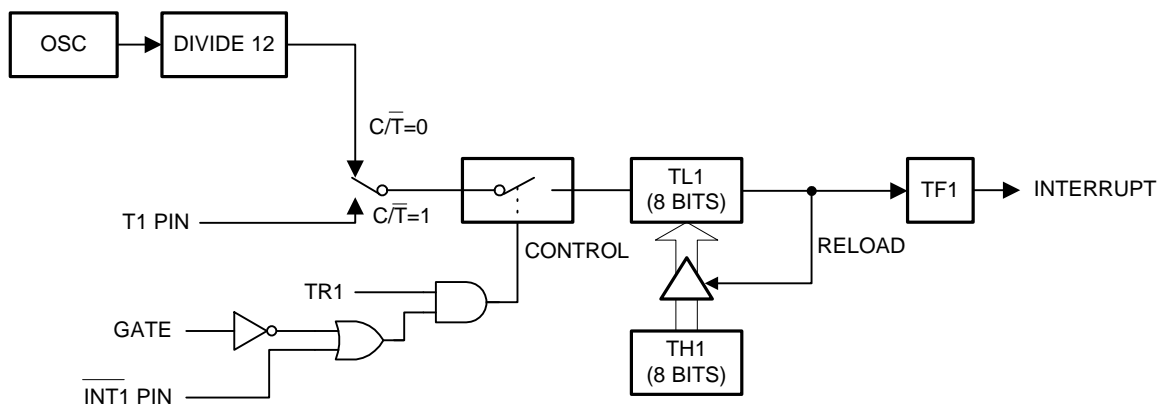 OSC
DIVIDE 12
C/T̅=0
TL1
(8 BITS)
TF1
INTERRUPT
T1 PIN
C/T̅=1
CONTROL
RELOAD
TR1
GATE
TH1
(8 BITS)
I̅N̅T̅1̅ PIN